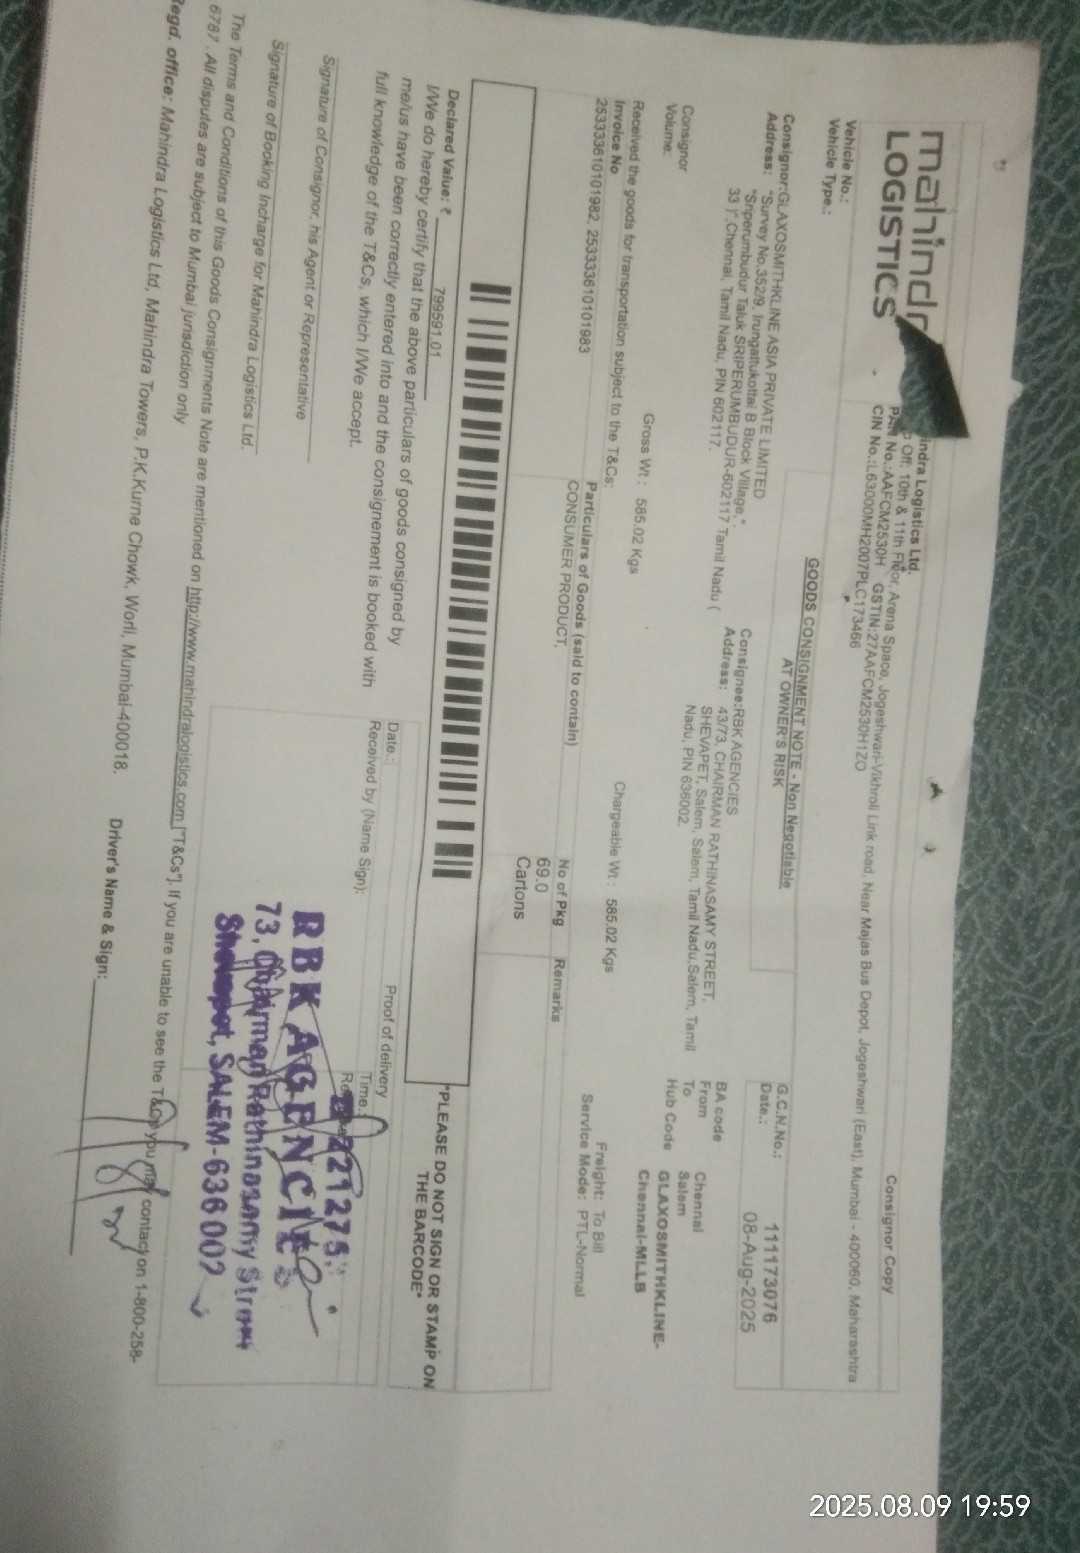 mahindr
LOGISTICS
Consignor Copy
indra Logistics Ltd.
Off: 10th & 11th Floor, Arena Space, Jogeshwari-Vikhroli Link road, Near Majas Bus Depot, Jogeshwari (East), Mumbai - 400060, Maharashtra
PAN No.:AAFCM2530H GSTIN:27AAFCM2530H1ZO
CIN No.:L63000MH2007PLC173466
Vehicle No.:
Vehicle Type.:
GOODS CONSIGNMENT NOTE - Non Negotiable
AT OWNER'S RISK
G.C.N.No.: 111173076
Date.: 08-Aug-2025
Consignor:GLAXOSMITHKLINE ASIA PRIVATE LIMITED
Address: "Survey No.352/9, Irungattukottai B Block Village,",
"Sriperumbudur Taluk SRIPERUMBUDUR-602117 Tamil Nadu (
33 )",Chennai, Tamil Nadu, PIN 602117.
Consignee:RBK AGENCIES
Address: 43/73, CHAIRMAN RATHINASAMY STREET,
SHEVAPET, Salem, Salem, Tamil Nadu,Salem, Tamil
Nadu, PIN 636002.
BA code
From Chennai
To Salem
Hub Code GLAXOSMITHKLINE-
Chennai-MLLB
Consignor
Volume:
Gross Wt : 585.02 Kgs
Chargeable Wt : 585.02 Kgs
Freight: To Bill
Service Mode: PTL-Normal
Received the goods for transportation subject to the T&Cs:
Invoice No
Particulars of Goods (said to contain)
No of Pkg
Remarks
253333610101982, 253333610101983
CONSUMER PRODUCT,
69.0
Cartons
*PLEASE DO NOT SIGN OR STAMP ON
THE BARCODE*
Declared Value: ₹ 799591.01
I/We do hereby certify that the above particulars of goods consigned by
me/us have been correctly entered into and the consignement is booked with
full knowledge of the T&Cs, which I/We accept.
Proof of delivery
Date.:
Time.:
Received by (Name Sign):
221275
RBK AGENCIES
73, Chairman Rathinasamy Street
Shevapet, SALEM-636 002
Signature of Consignor, his Agent or Representative
Signature of Booking Incharge for Mahindra Logistics Ltd.
The Terms and Conditions of this Goods Consignments Note are mentioned on http://www.mahindralogistics.com ["T&Cs"]. If you are unable to see the T&Cs you may contact on 1-800-258-
6787 . All disputes are subject to Mumbai jurisdiction only
Regd. office: Mahindra Logistics Ltd, Mahindra Towers, P.K.Kurne Chowk, Worli, Mumbai-400018.
Driver's Name & Sign:
2025.08.09 19:59